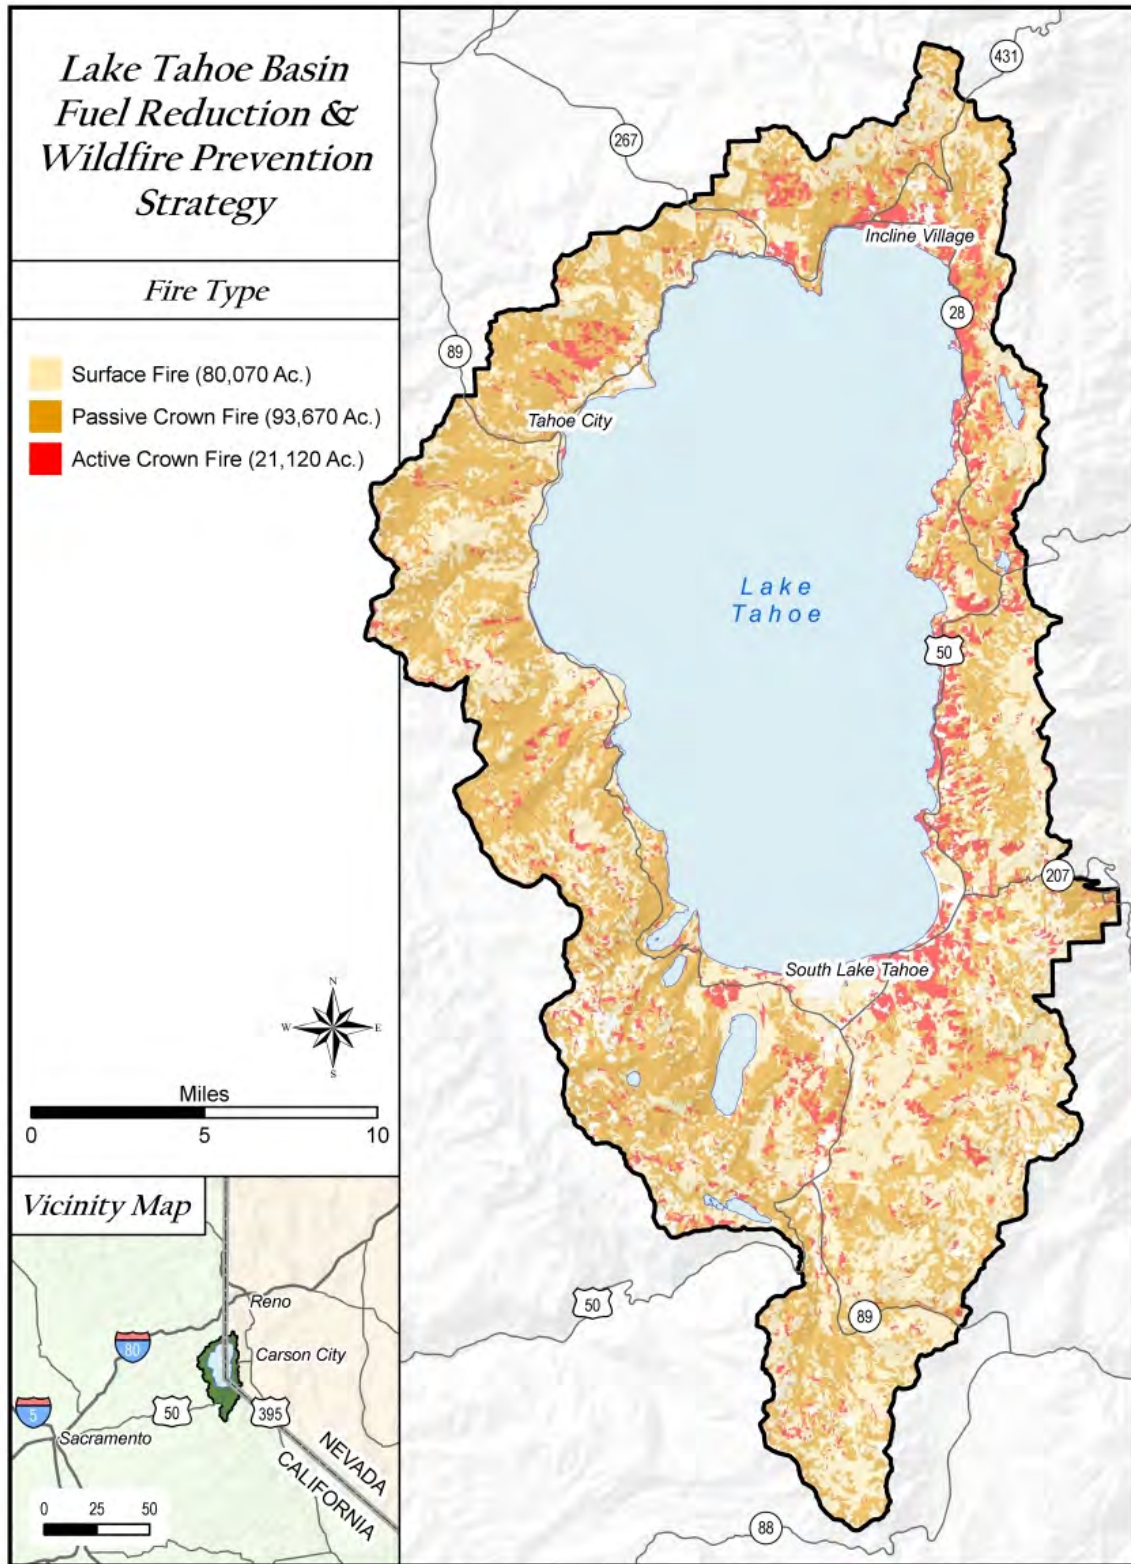 Lake Tahoe Basin
Fuel Reduction &
Wildfire Prevention
Strategy
Fire Type
Surface Fire (80,070 Ac.)
Passive Crown Fire (93,670 Ac.)
Active Crown Fire (21,120 Ac.)
N
W E
S
Miles
0 5 10
Vicinity Map
Reno
80
Carson City
50
395
5
Sacramento
NEVADA
CALIFORNIA
0 25 50
431
267
Incline Village
28
89
Tahoe City
Lake
Tahoe
50
207
South Lake Tahoe
50
89
88